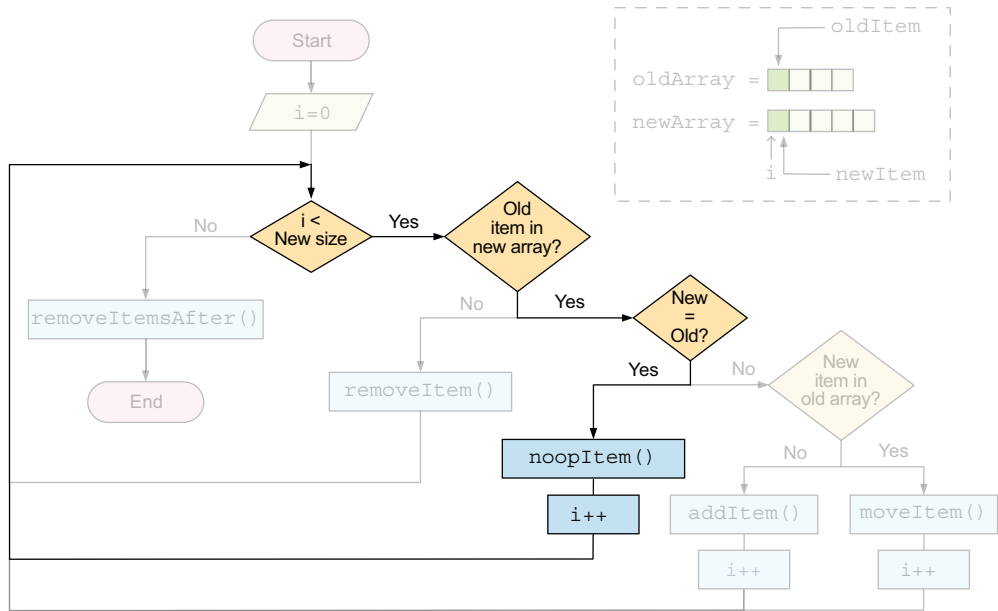 Start
i=0
i <
New size
No
Yes
removeItemsAfter()
End
Old
item in
new array?
No
Yes
removeItem()
New
=
Old?
Yes
No
noopItem()
i++
New
item in
old array?
No
Yes
addItem()
i++
moveItem()
i++
oldItem
oldArray =
newArray =
i
newItem